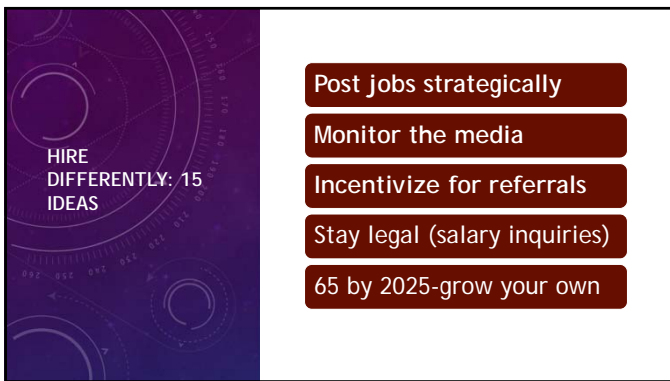 HIRE
DIFFERENTLY: 15
IDEAS
Post jobs strategically
Monitor the media
Incentivize for referrals
Stay legal (salary inquiries)
65 by 2025-grow your own